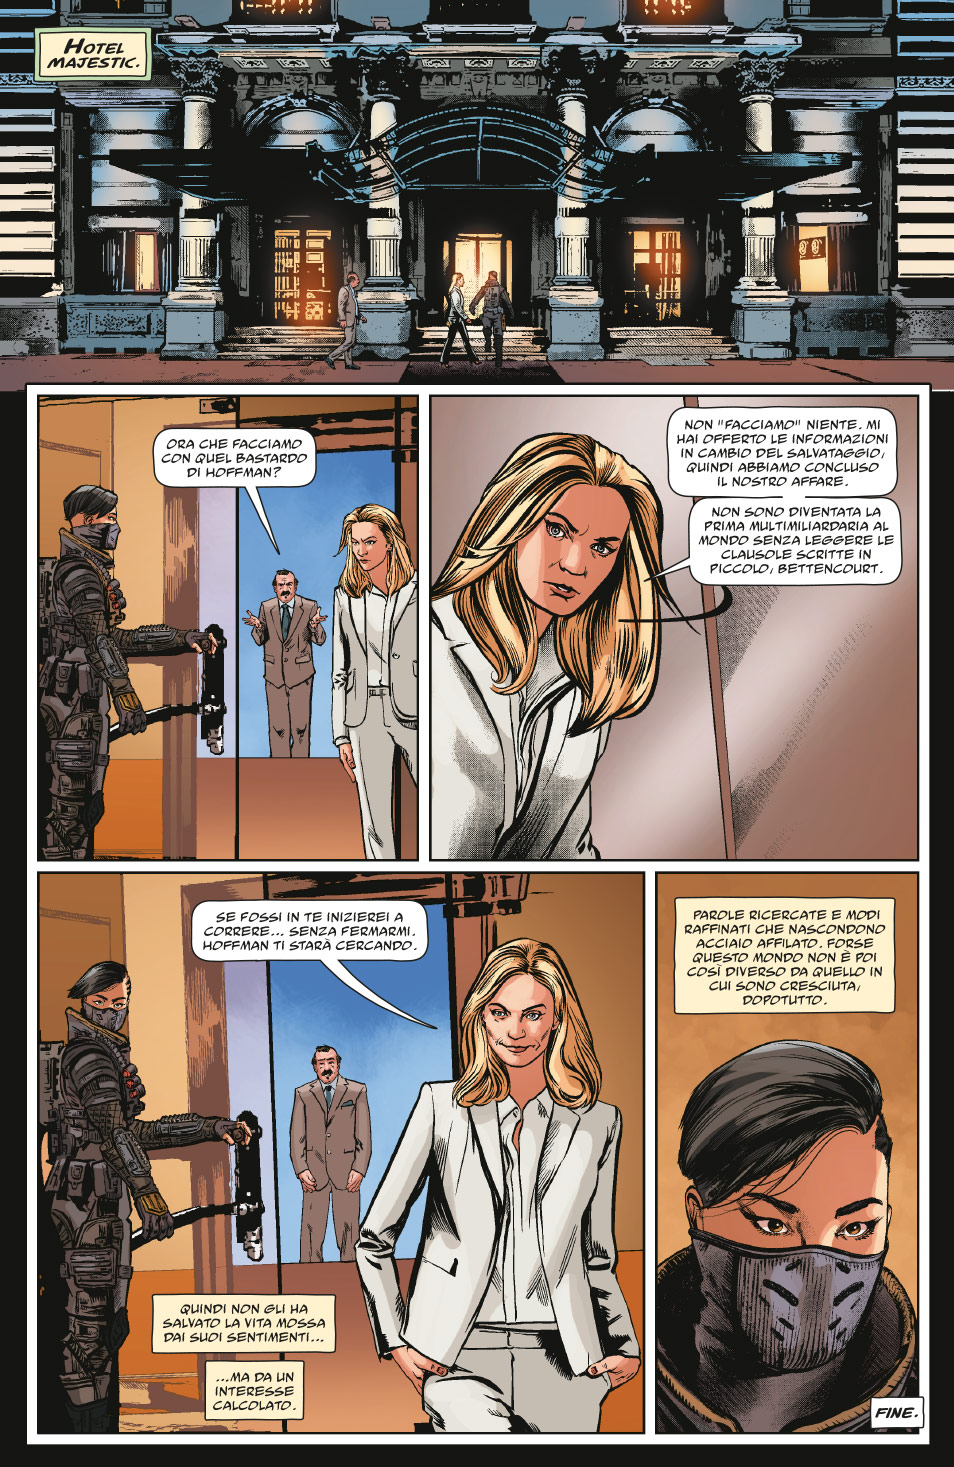 HOTEL
MAJESTIC.
ORA CHE FACCIAMO
CON QUEL BASTARDO
DI HOFFMAN?
NON "FACCIAMO" NIENTE. MI
HAI OFFERTO LE INFORMAZIONI
IN CAMBIO DEL SALVATAGGIO,
QUINDI ABBIAMO CONCLUSO
IL NOSTRO AFFARE.
NON SONO DIVENTATA LA
PRIMA MULTIMILIARDARIA AL
MONDO SENZA LEGGERE LE
CLAUSOLE SCRITTE IN
PICCOLO, BETTENCOURT.
SE FOSSI IN TE INIZIEREI A
CORRERE... SENZA FERMARMI.
HOFFMAN TI STARÀ CERCANDO.
QUINDI NON GLI HA
SALVATO LA VITA MOSSA
DAI SUOI SENTIMENTI...
...MA DA UN
INTERESSE
CALCOLATO.
PAROLE RICERCATE E MODI
RAFFINATI CHE NASCONDONO
ACCIAIO AFFILATO. FORSE
QUESTO MONDO NON È POI
COSÌ DIVERSO DA QUELLO IN
CUI SONO CRESCIUTA,
DOPOTUTTO.
FINE.